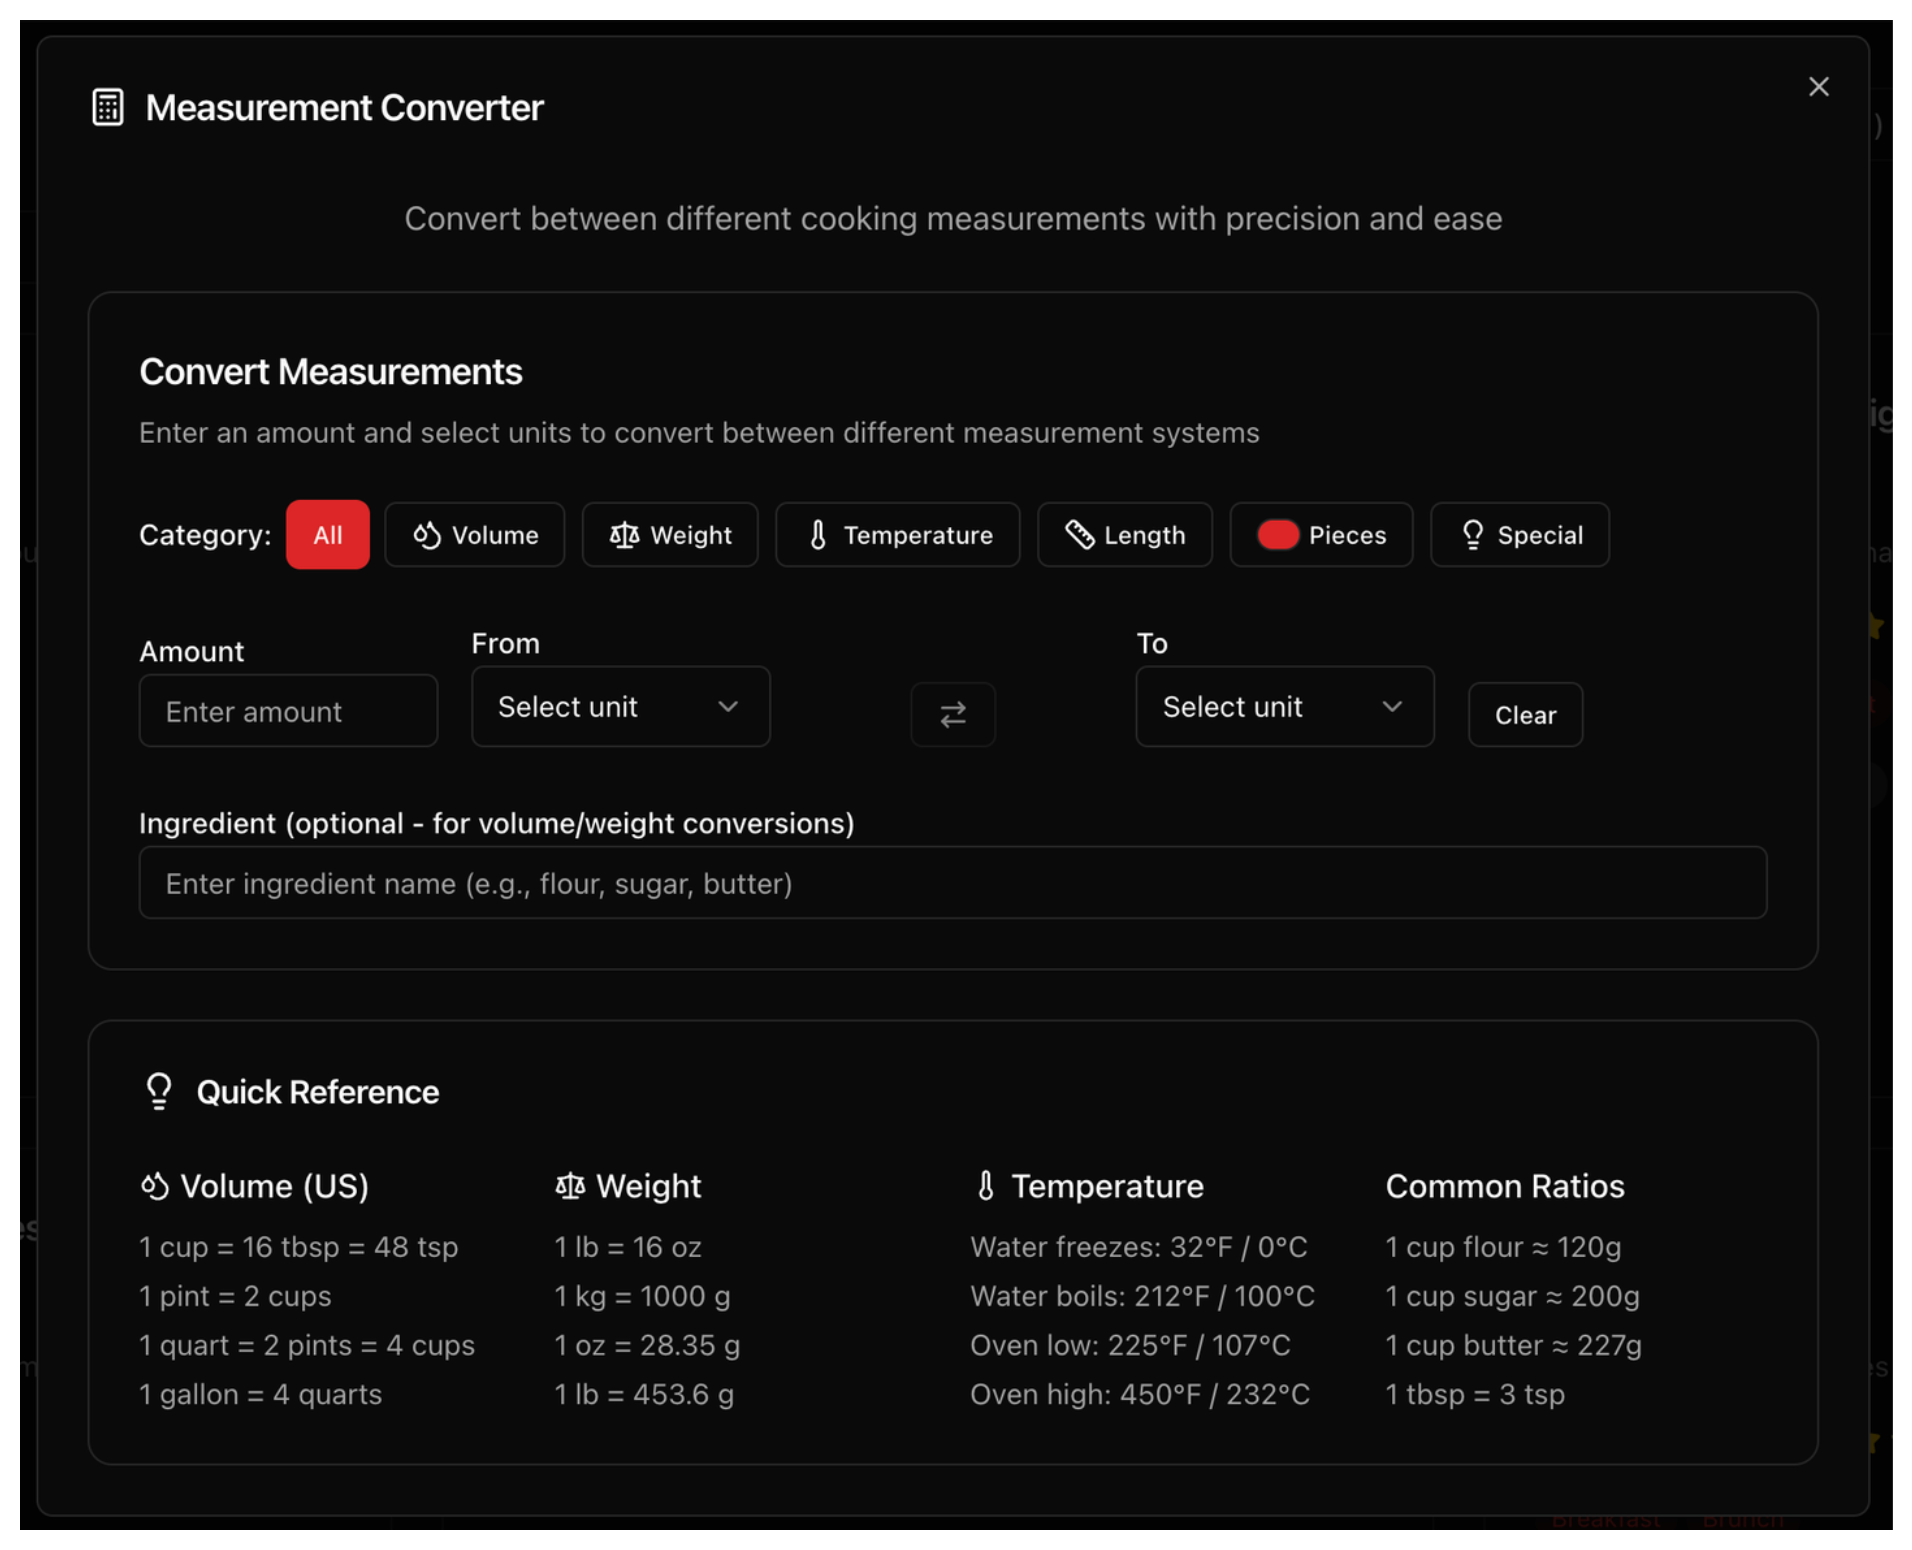 Measurement Converter
Convert between different cooking measurements with precision and ease
Convert Measurements
Enter an amount and select units to convert between different measurement systems
Category: All Volume Weight Temperature Length Pieces Special
Amount From To
Enter amount Select unit Select unit Clear
Ingredient (optional - for volume/weight conversions)
Enter ingredient name (e.g., flour, sugar, butter)
Quick Reference
Volume (US)
1 cup = 16 tbsp = 48 tsp
1 pint = 2 cups
1 quart = 2 pints = 4 cups
1 gallon = 4 quarts
Weight
1 lb = 16 oz
1 kg = 1000 g
1 oz = 28.35 g
1 lb = 453.6 g
Temperature
Water freezes: 32°F / 0°C
Water boils: 212°F / 100°C
Oven low: 225°F / 107°C
Oven high: 450°F / 232°C
Common Ratios
1 cup flour ≈ 120g
1 cup sugar ≈ 200g
1 cup butter ≈ 227g
1 tbsp = 3 tsp
Breakfast Brunch